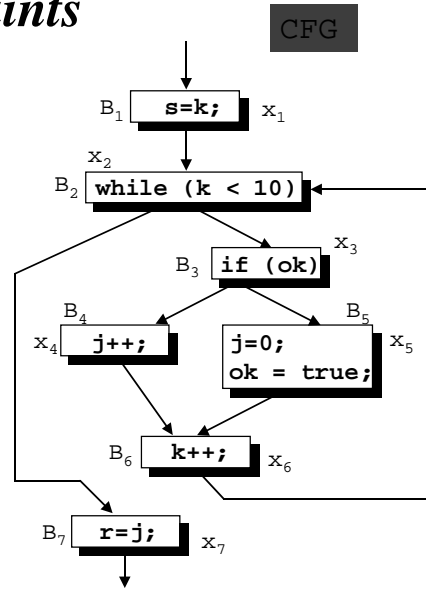 CFG
B₁ s=k; x₁
x₂
B₂ while (k < 10)
x₃
B₃ if (ok)
B₄ B₅
x₄ j++; j=0; x₅
ok = true;
B₆ k++; x₆
B₇ r=j; x₇